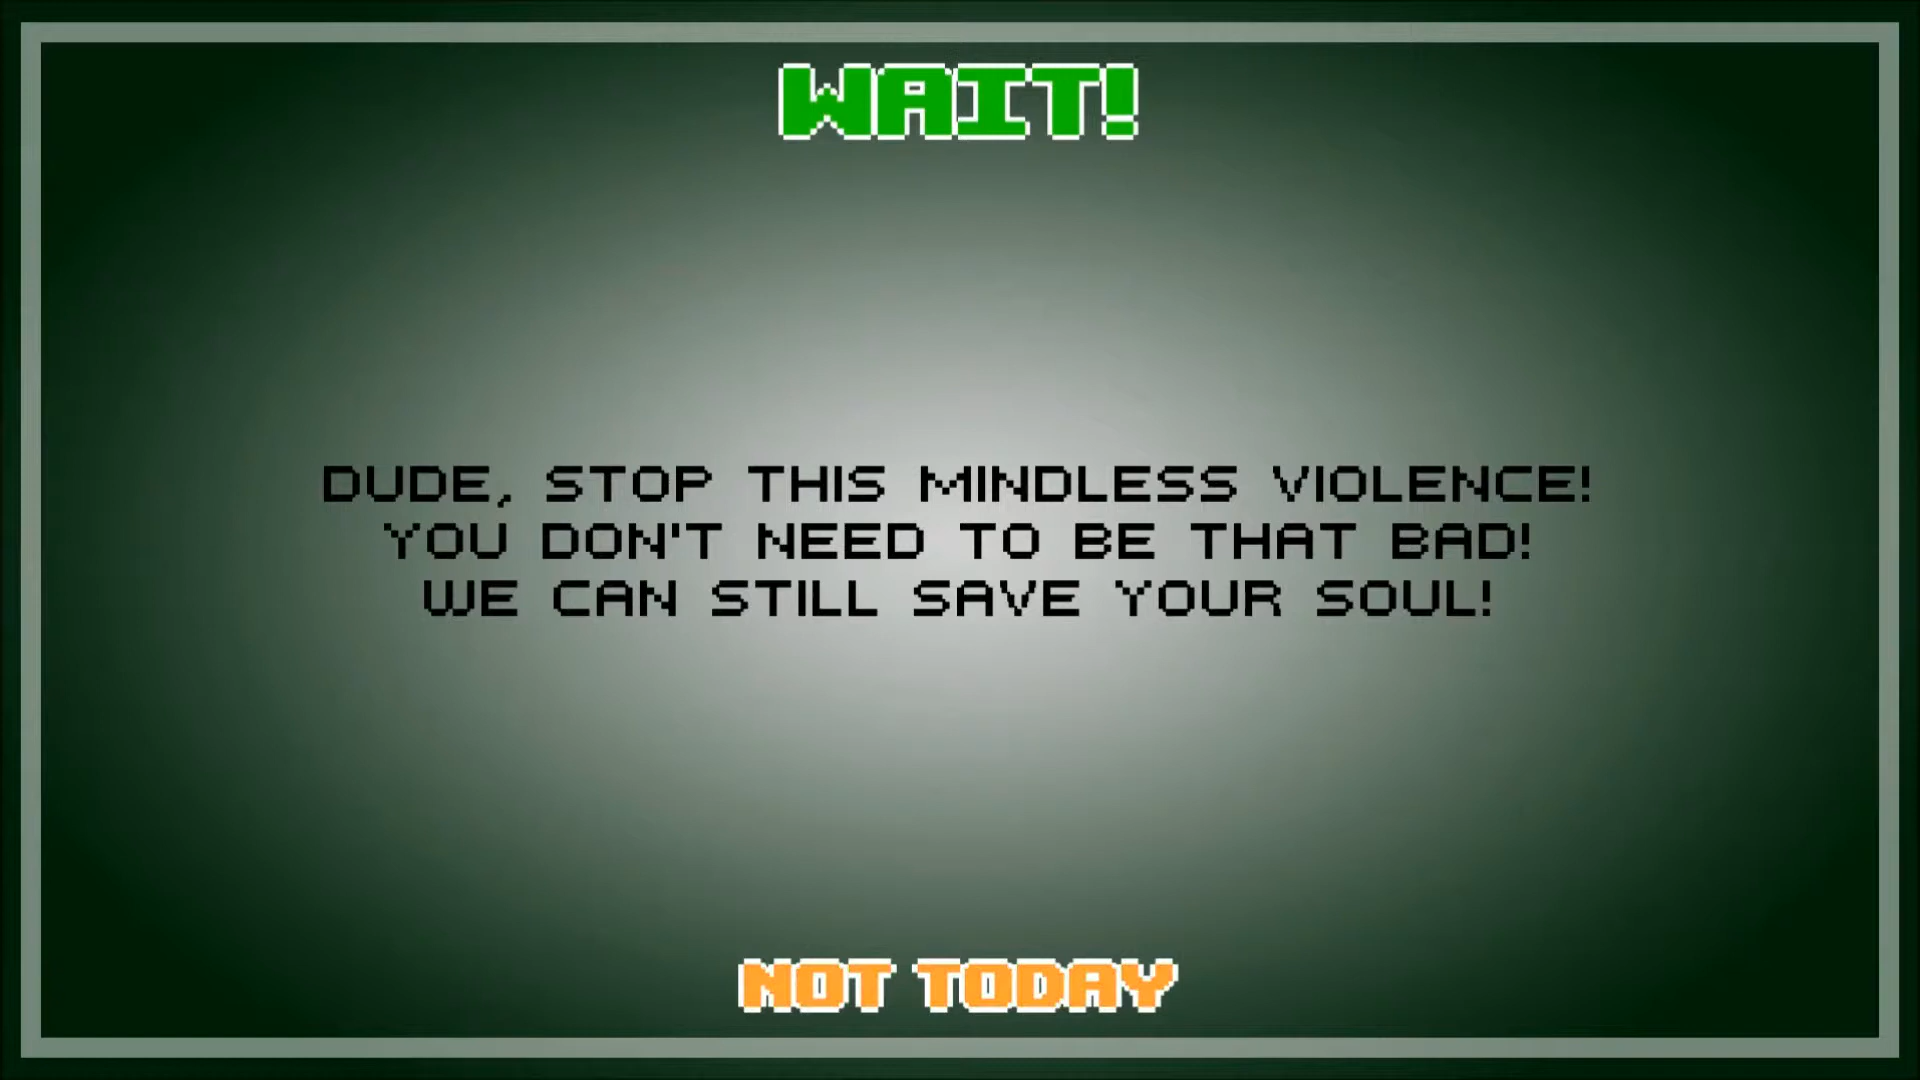 WAIT!
DUDE, STOP THIS MINDLESS VIOLENCE!
YOU DON'T NEED TO BE THAT BAD!
WE CAN STILL SAVE YOUR SOUL!
NOT TODAY